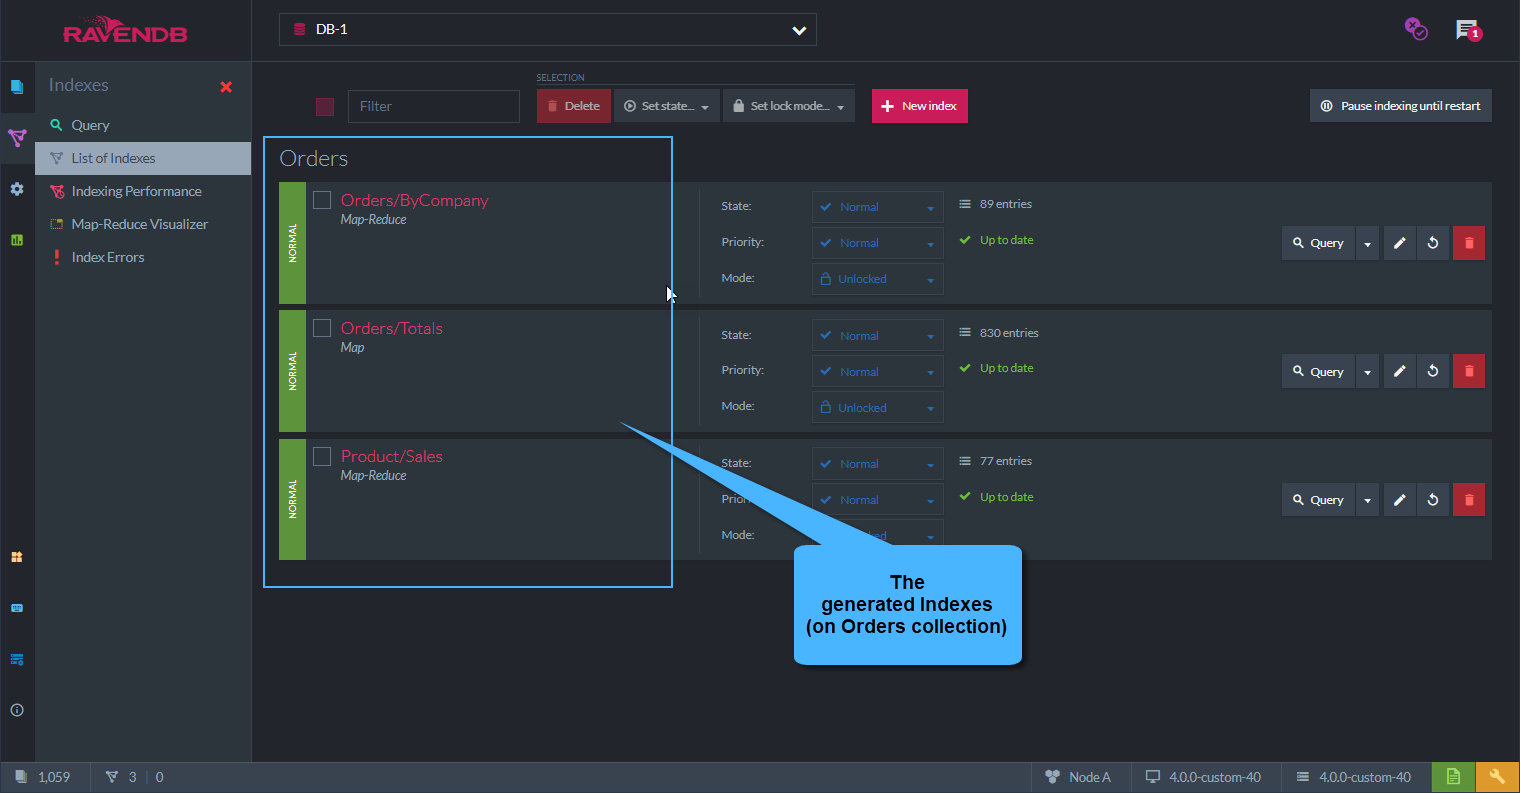 RAVENDB
DB-1
1
Indexes
Query
List of Indexes
Indexing Performance
Map-Reduce Visualizer
Index Errors
SELECTION
Filter
Delete
Set state...
Set lock mode...
New index
Pause indexing until restart
Orders
NORMAL
Orders/ByCompany
Map-Reduce
State:
Normal
89 entries
Priority:
Normal
Up to date
Mode:
Unlocked
Query
NORMAL
Orders/Totals
Map
State:
Normal
830 entries
Priority:
Normal
Up to date
Mode:
Unlocked
Query
NORMAL
Product/Sales
Map-Reduce
State:
Normal
77 entries
Normal
Up to date
Mode:
Query
The
generated Indexes
(on Orders collection)
1,059
3 | 0
Node A
4.0.0-custom-40
4.0.0-custom-40